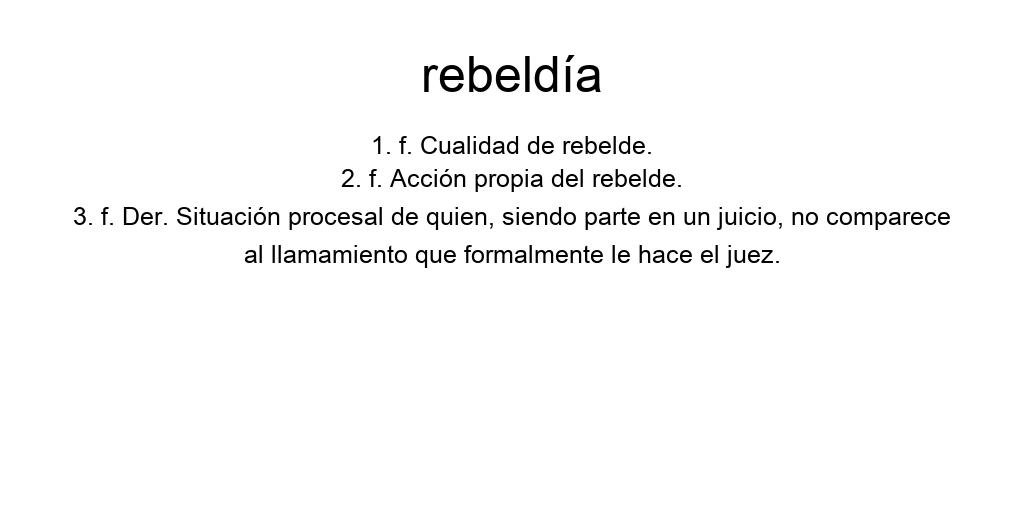 rebeldía
1. f. Cualidad de rebelde.
2. f. Acción propia del rebelde.
3. f. Der. Situación procesal de quien, siendo parte en un juicio, no comparece
al llamamiento que formalmente le hace el juez.